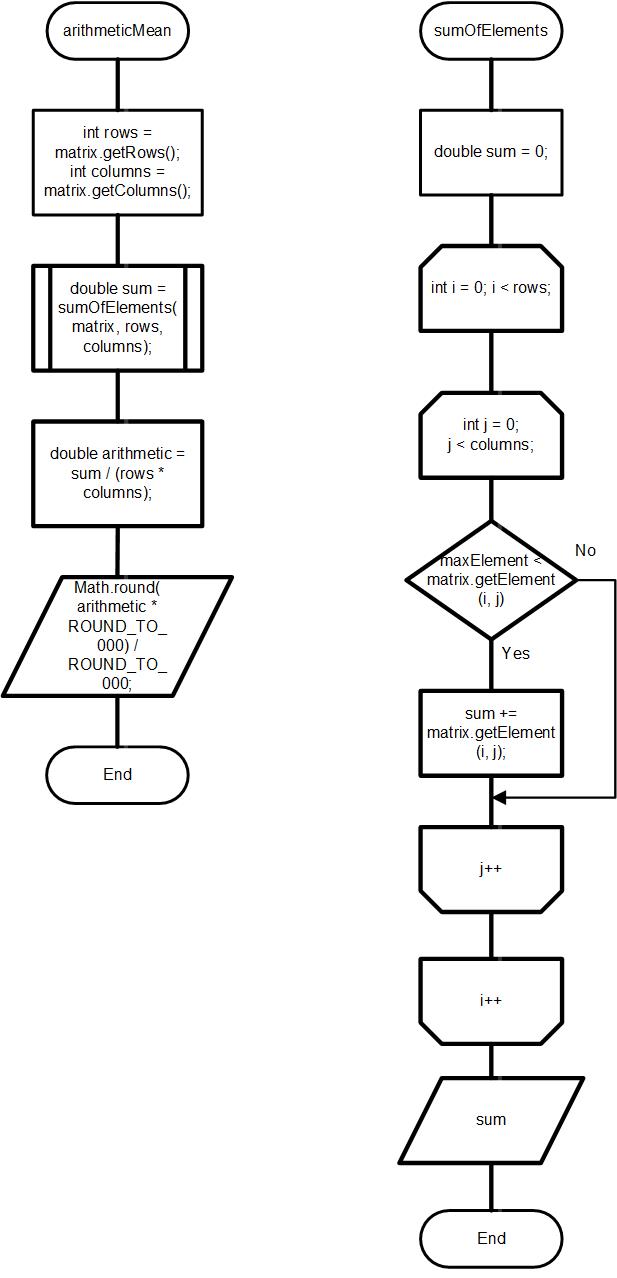 arithmeticMean
int rows =
matrix.getRows();
int columns =
matrix.getColumns();
double sum =
sumOfElements(
matrix, rows,
columns);
double arithmetic =
sum / (rows *
columns);
Math.round(
arithmetic *
ROUND_TO_
000) /
ROUND_TO_
000;
End
sumOfElements
double sum = 0;
int i = 0; i < rows;
int j = 0;
j < columns;
maxElement <
matrix.getElement
(i, j)
No
Yes
sum +=
matrix.getElement
(i, j);
j++
i++
sum
End